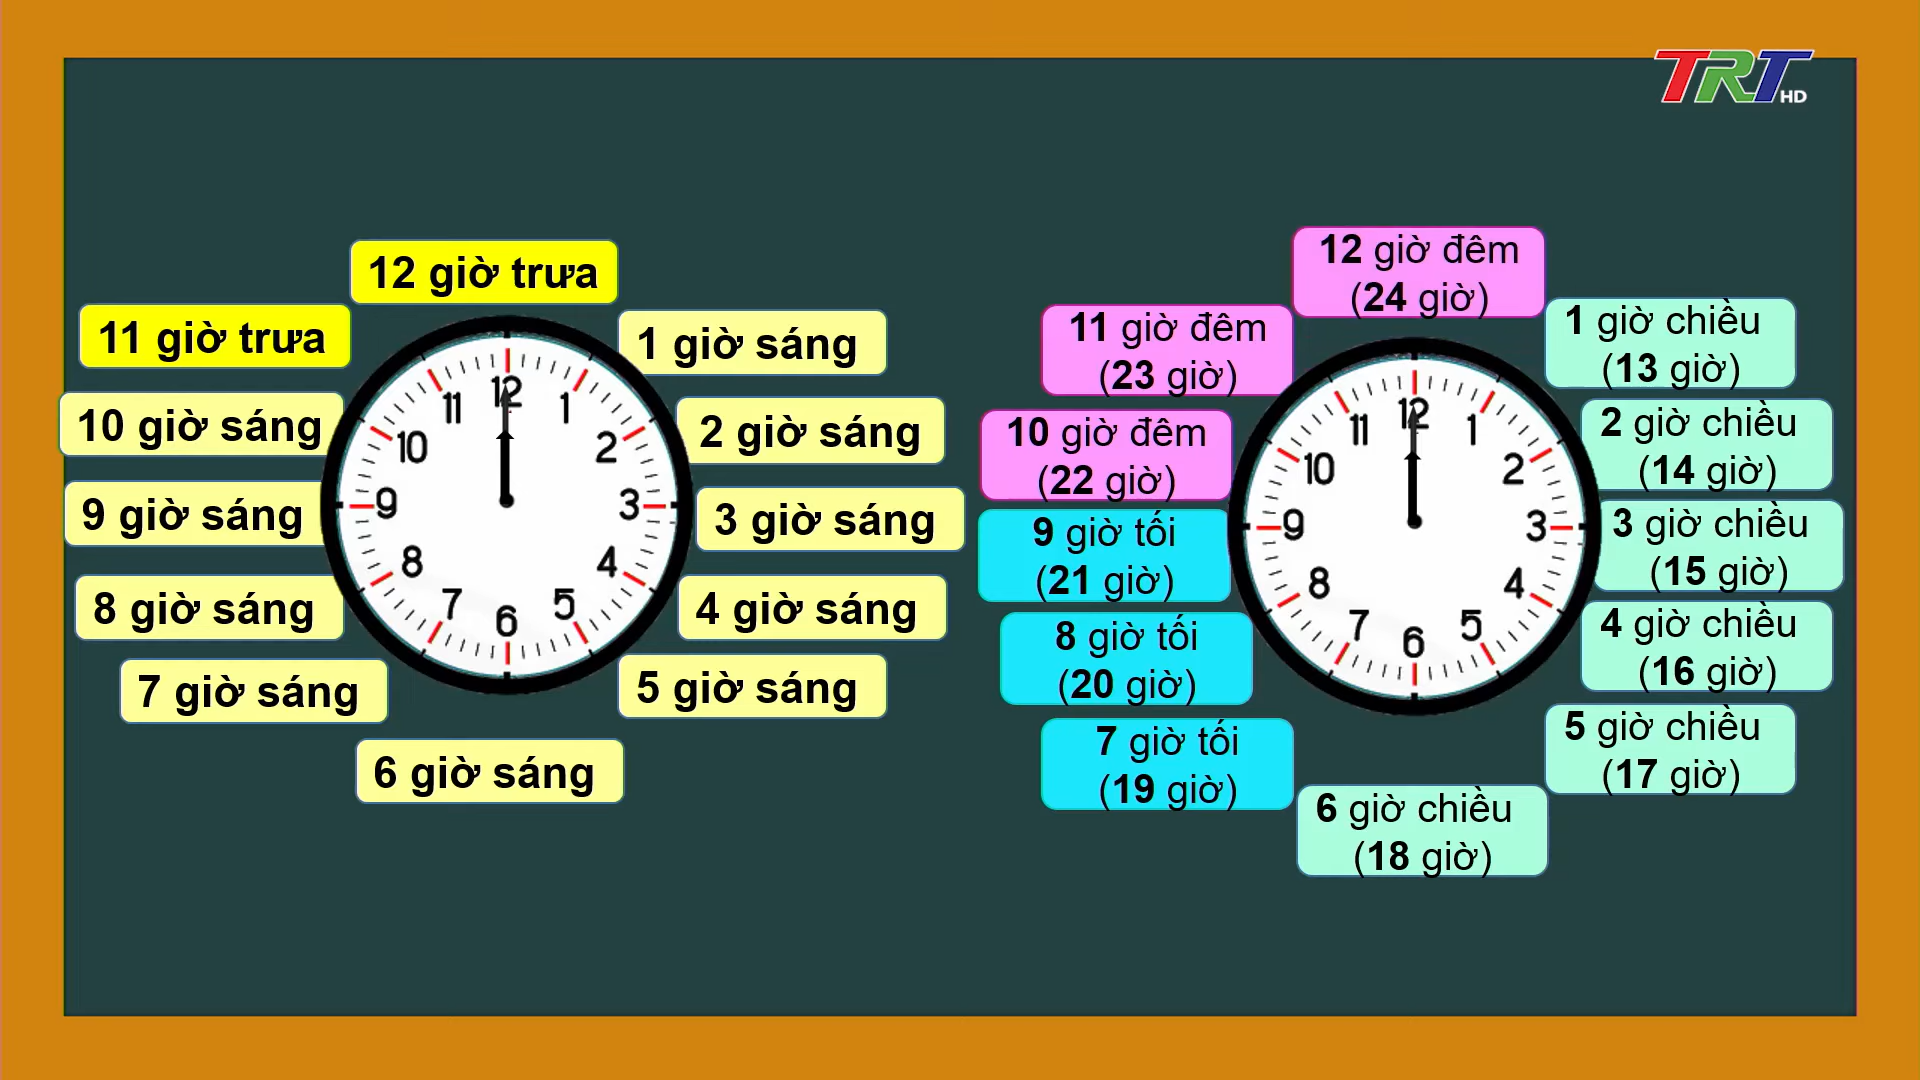 TRT HD
12 giờ trưa
11 giờ trưa
10 giờ sáng
9 giờ sáng
8 giờ sáng
7 giờ sáng
6 giờ sáng
1 giờ sáng
2 giờ sáng
3 giờ sáng
4 giờ sáng
5 giờ sáng
12
1
2
3
4
5
6
7
8
9
10
11
12 giờ đêm
(24 giờ)
11 giờ đêm
(23 giờ)
10 giờ đêm
(22 giờ)
9 giờ tối
(21 giờ)
8 giờ tối
(20 giờ)
7 giờ tối
(19 giờ)
6 giờ chiều
(18 giờ)
1 giờ chiều
(13 giờ)
2 giờ chiều
(14 giờ)
3 giờ chiều
(15 giờ)
4 giờ chiều
(16 giờ)
5 giờ chiều
(17 giờ)
12
1
2
3
4
5
6
7
8
9
10
11